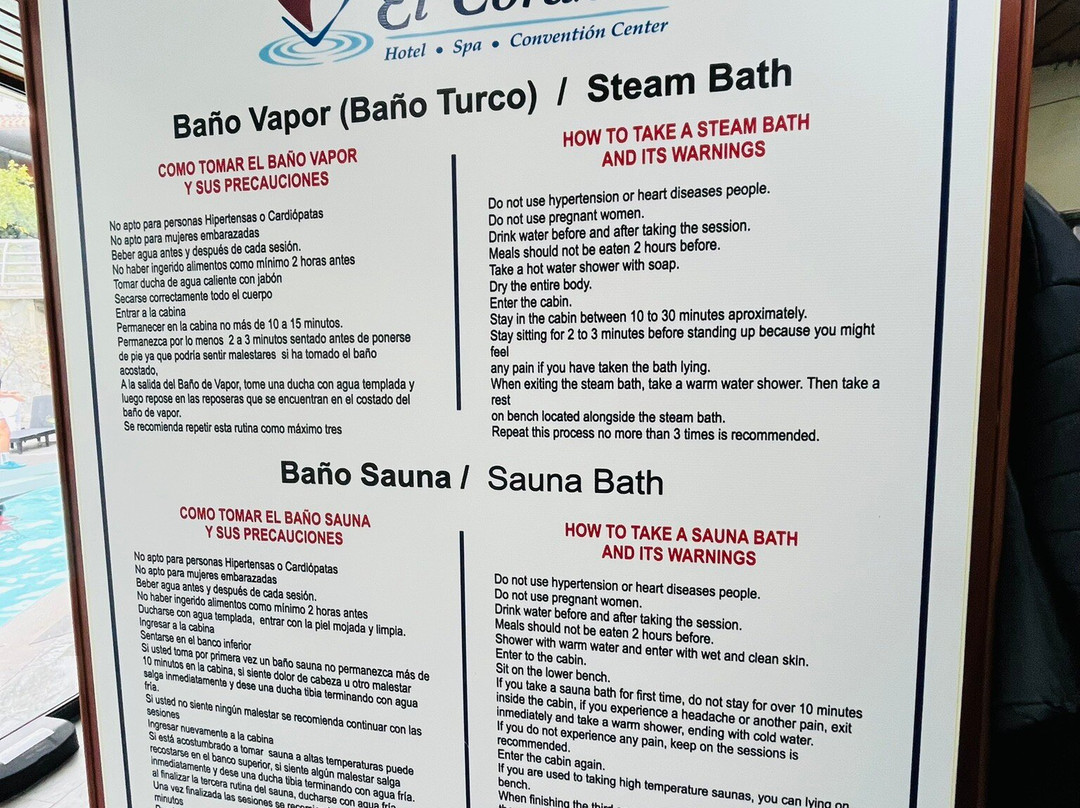 El
Hotel • Spa • Convention Center
Baño Vapor (Baño Turco) / Steam Bath
COMO TOMAR EL BAÑO VAPOR
Y SUS PRECAUCIONES
No apto para personas Hipertensas o Cardiópatas
No apto para mujeres embarazadas
Beber agua antes y después de cada sesión.
No haber ingerido alimentos como mínimo 2 horas antes
Tomar ducha de agua caliente con jabón
Secarse correctamente todo el cuerpo
Entrar a la cabina
Permanecer en la cabina no más de 10 a 15 minutos.
Permanezca por lo menos 2 a 3 minutos sentado antes de ponerse
de pie ya que podria sentir malestares si ha tomado el baño
acostado,
A la salida del Baño de Vapor, tome una ducha con agua templada y
luego repose en las reposeras que se encuentran en el costado del
baño de vapor.
Se recomienda repetir esta rutina como máximo tres
HOW TO TAKE A STEAM BATH
AND ITS WARNINGS
Do not use hypertension or heart diseases people.
Do not use pregnant women.
Drink water before and after taking the session.
Meals should not be eaten 2 hours before.
Take a hot water shower with soap.
Dry the entire body.
Enter the cabin.
Stay in the cabin between 10 to 30 minutes aproximately.
Stay sitting for 2 to 3 minutes before standing up because you might
feel
any pain if you have taken the bath lying.
When exiting the steam bath, take a warm water shower. Then take a
rest
on bench located alongside the steam bath.
Repeat this process no more than 3 times is recommended.
Baño Sauna / Sauna Bath
COMO TOMAR EL BAÑO SAUNA
Y SUS PRECAUCIONES
No apto para personas Hipertensas o Cardiópatas
No apto para mujeres embarazadas
Beber agua antes y después de cada sesión.
No haber ingerido alimentos como mínimo 2 horas antes
Ducharse con agua templada, entrar con la piel mojada y limpia.
Ingresar a la cabina
Sentarse en el banco inferior
Si usted toma por primera vez un baño sauna no permanezca más de
10 minutos en la cabina, si siente dolor de cabeza u otro malestar
salga inmediatamente y dese una ducha tibia terminando con agua
fría.
Si usted no siente ningún malestar se recomienda continuar con las
sesiones
Ingresar nuevamente a la cabina
Si está acostumbrado a tomar sauna a altas temperaturas puede
recostarse en el banco superior, si siente algún malestar salga
inmediatamente y dese una ducha tibia terminando con agua fría.
al finalizar la tercera rutina del sauna, ducharse con agua fría
Una vez finalizadas las sesiones se
minutos
HOW TO TAKE A SAUNA BATH
AND ITS WARNINGS
Do not use hypertension or heart diseases people.
Do not use pregnant women.
Drink water before and after taking the session.
Meals should not be eaten 2 hours before.
Shower with warm water and enter with wet and clean skin.
Enter to the cabin.
Sit on the lower bench.
If you take a sauna bath for first time, do not stay for over 10 minutes
inside the cabin, if you experience a headache or another pain, exit
inmediately and take a warm shower, ending with cold water.
If you do not experience any pain, keep on the sessions is
recommended.
Enter the cabin again.
If you are used to taking high temperature saunas, you can lying on
bench.
When finishing the third